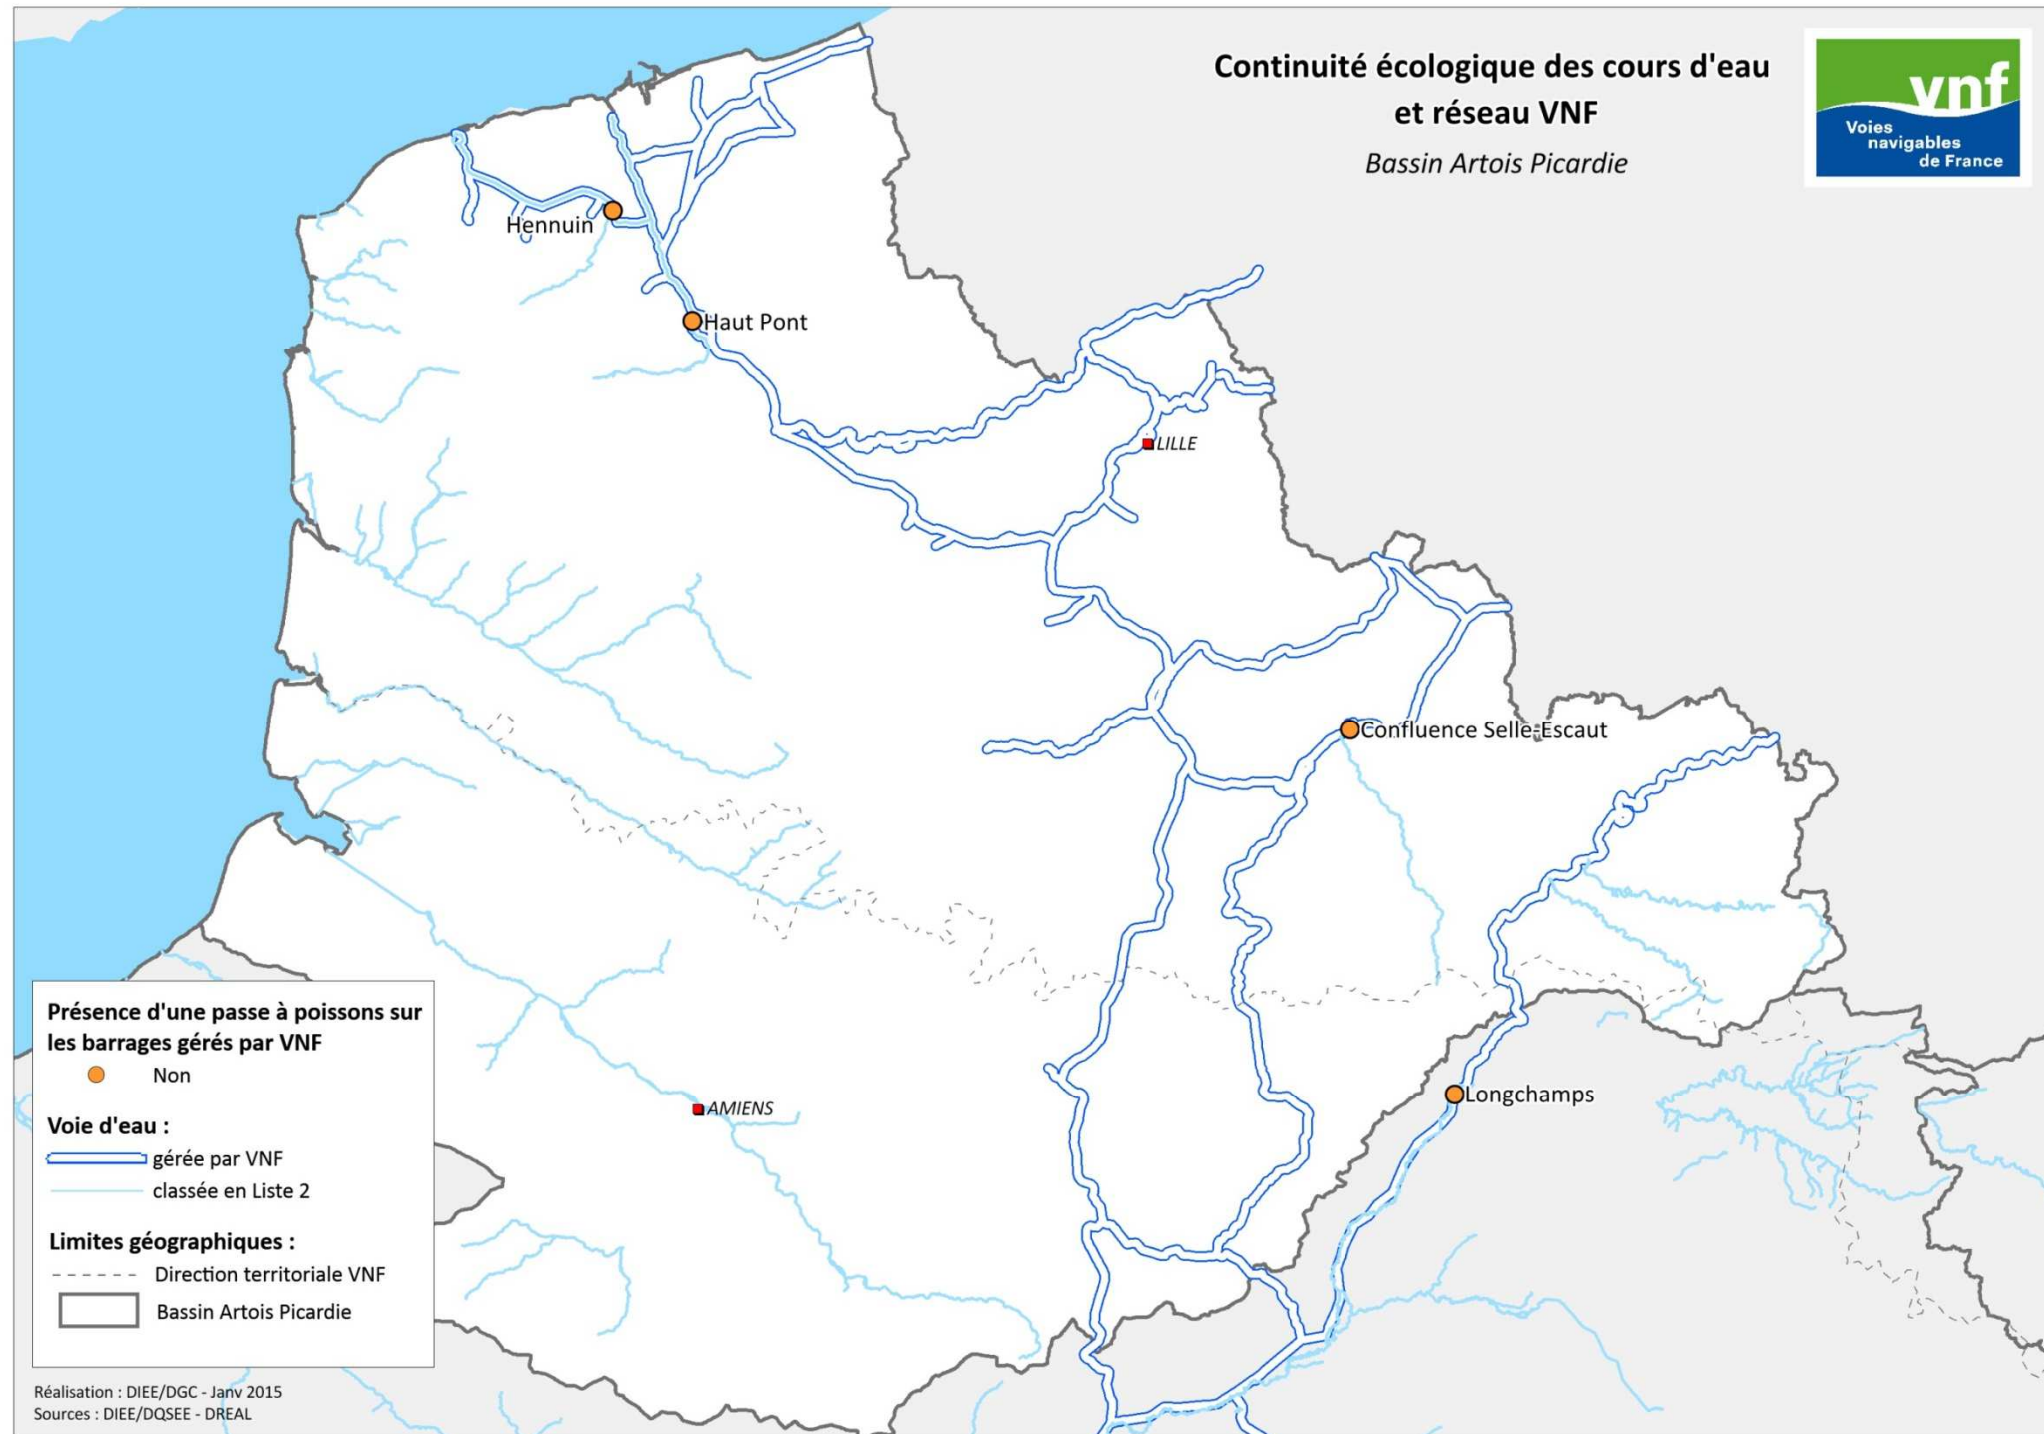 Continuité écologique des cours d'eau
et réseau VNF
Bassin Artois Picardie
vnf
Voies
navigables
de France
Hennuin
Haut Pont
LILLE
Confluence Selle-Escaut
Longchamps
AMIENS
Présence d'une passe à poissons sur
les barrages gérés par VNF
Non
Voie d'eau :
gérée par VNF
classée en Liste 2
Limites géographiques :
Direction territoriale VNF
Bassin Artois Picardie
Réalisation : DIEE/DGC - Janv 2015
Sources : DIEE/DQSEE - DREAL